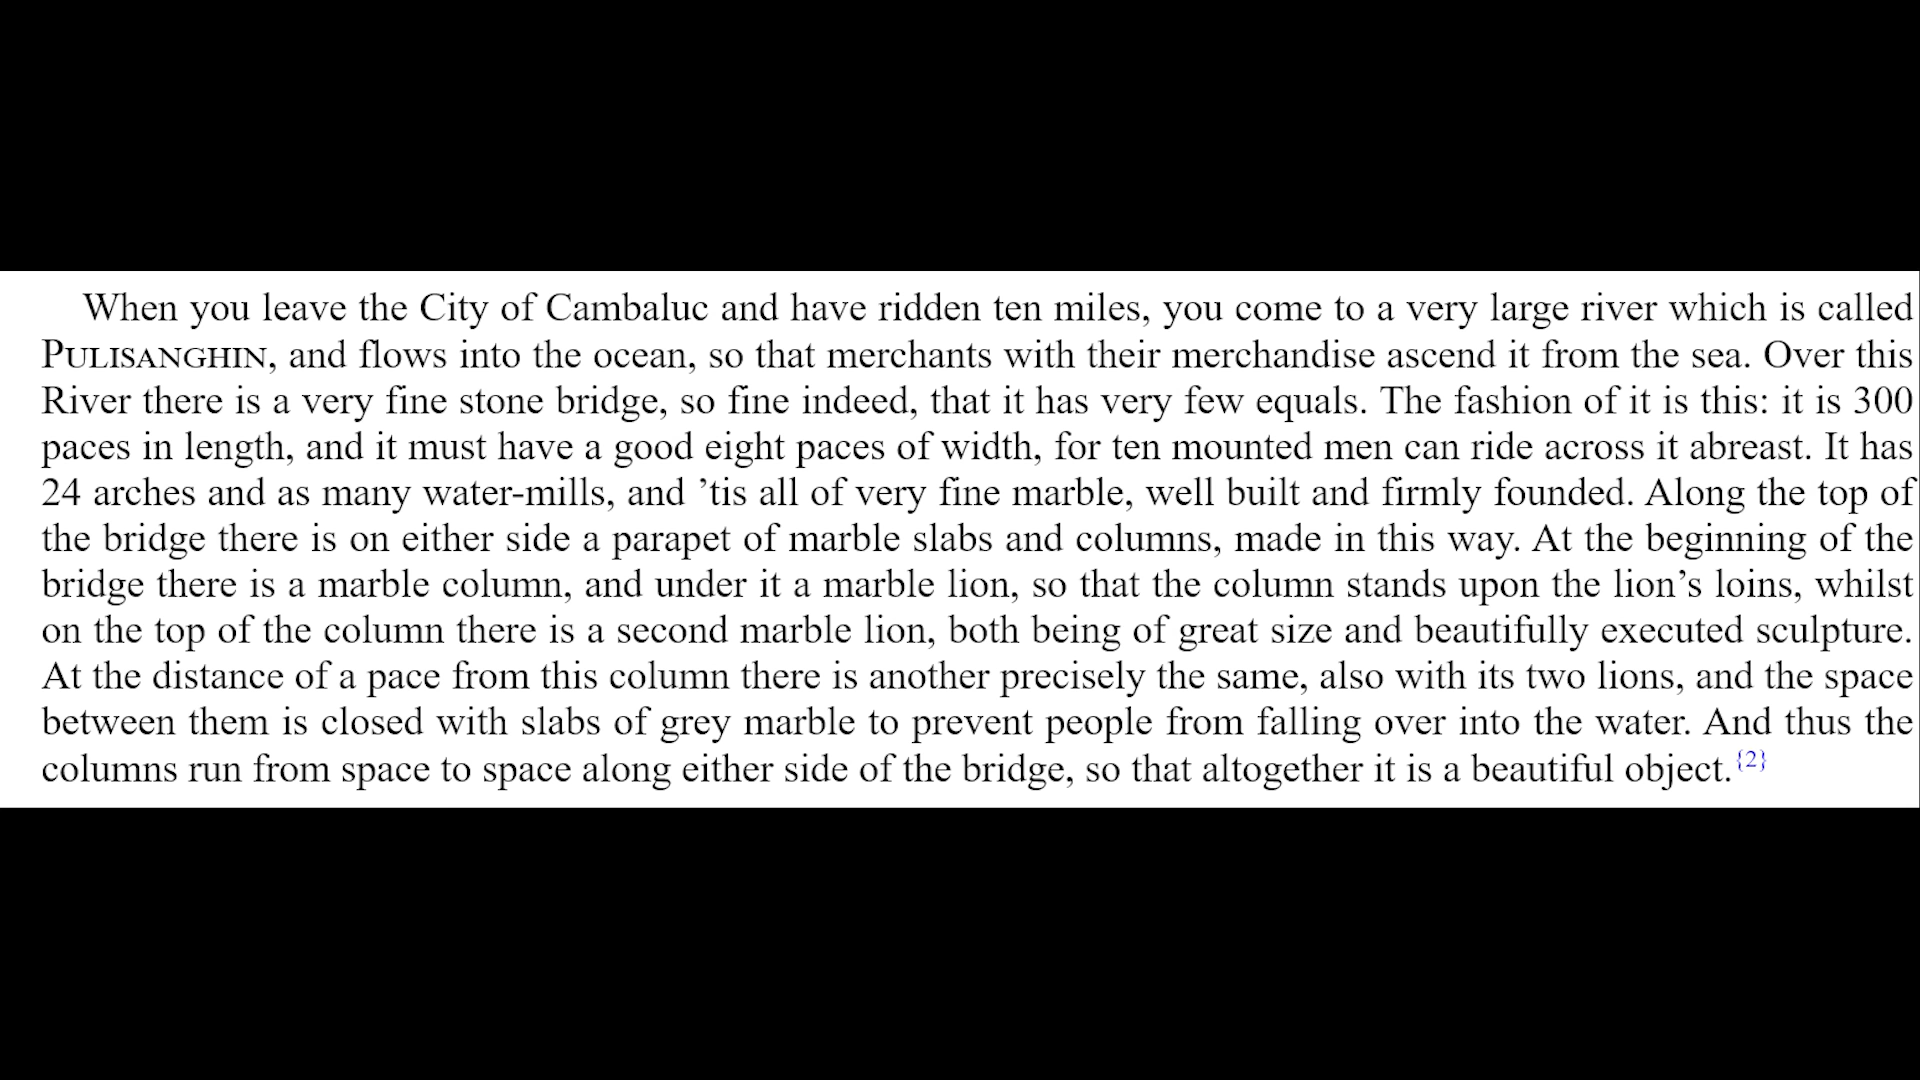 When you leave the City of Cambaluc and have ridden ten miles, you come to a very large river which is called
PULISANGHIN, and flows into the ocean, so that merchants with their merchandise ascend it from the sea. Over this
River there is a very fine stone bridge, so fine indeed, that it has very few equals. The fashion of it is this: it is 300
paces in length, and it must have a good eight paces of width, for ten mounted men can ride across it abreast. It has
24 arches and as many water-mills, and ’tis all of very fine marble, well built and firmly founded. Along the top of
the bridge there is on either side a parapet of marble slabs and columns, made in this way. At the beginning of the
bridge there is a marble column, and under it a marble lion, so that the column stands upon the lion’s loins, whilst
on the top of the column there is a second marble lion, both being of great size and beautifully executed sculpture.
At the distance of a pace from this column there is another precisely the same, also with its two lions, and the space
between them is closed with slabs of grey marble to prevent people from falling over into the water. And thus the
columns run from space to space along either side of the bridge, so that altogether it is a beautiful object.{2}